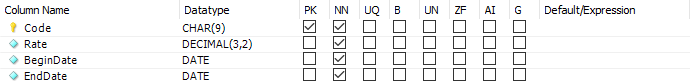 Column Name Datatype PK NN UQ B UN ZF AI G Default/Expression
Code CHAR(9)
Rate DECIMAL(3,2)
BeginDate DATE
EndDate DATE